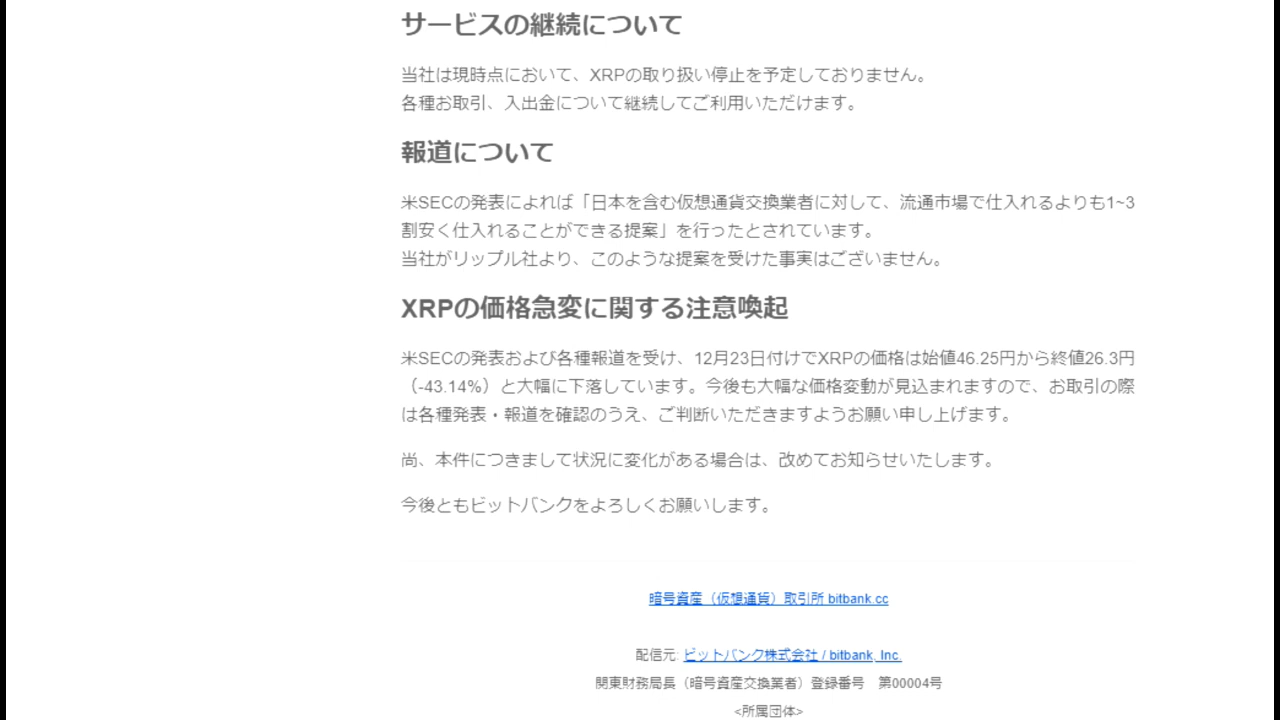 サービスの継続について
当社は現時点において、XRPの取り扱い停止を予定しておりません。
各種お取引、入出金について継続してご利用いただけます。
報道について
米SECの発表によれば「日本を含む仮想通貨交換業者に対して、流通市場で仕入れるよりも1~3
割安く仕入れることができる提案」を行ったとされています。
当社がリップル社より、このような提案を受けた事実はございません。
XRPの価格急変に関する注意喚起
米SECの発表および各種報道を受け、12月23日付けでXRPの価格は始値46.25円から終値26.3円
（-43.14%）と大幅に下落しています。今後も大幅な価格変動が見込まれますので、お取引の際
は各種発表・報道を確認のうえ、ご判断いただきますようお願い申し上げます。
尚、本件につきまして状況に変化がある場合は、改めてお知らせいたします。
今後ともビットバンクをよろしくお願いします。
暗号資産（仮想通貨）取引所 bitbank.cc
配信元: ビットバンク株式会社 / bitbank, Inc.
関東財務局長（暗号資産交換業者）登録番号　第00004号
<所属団体>